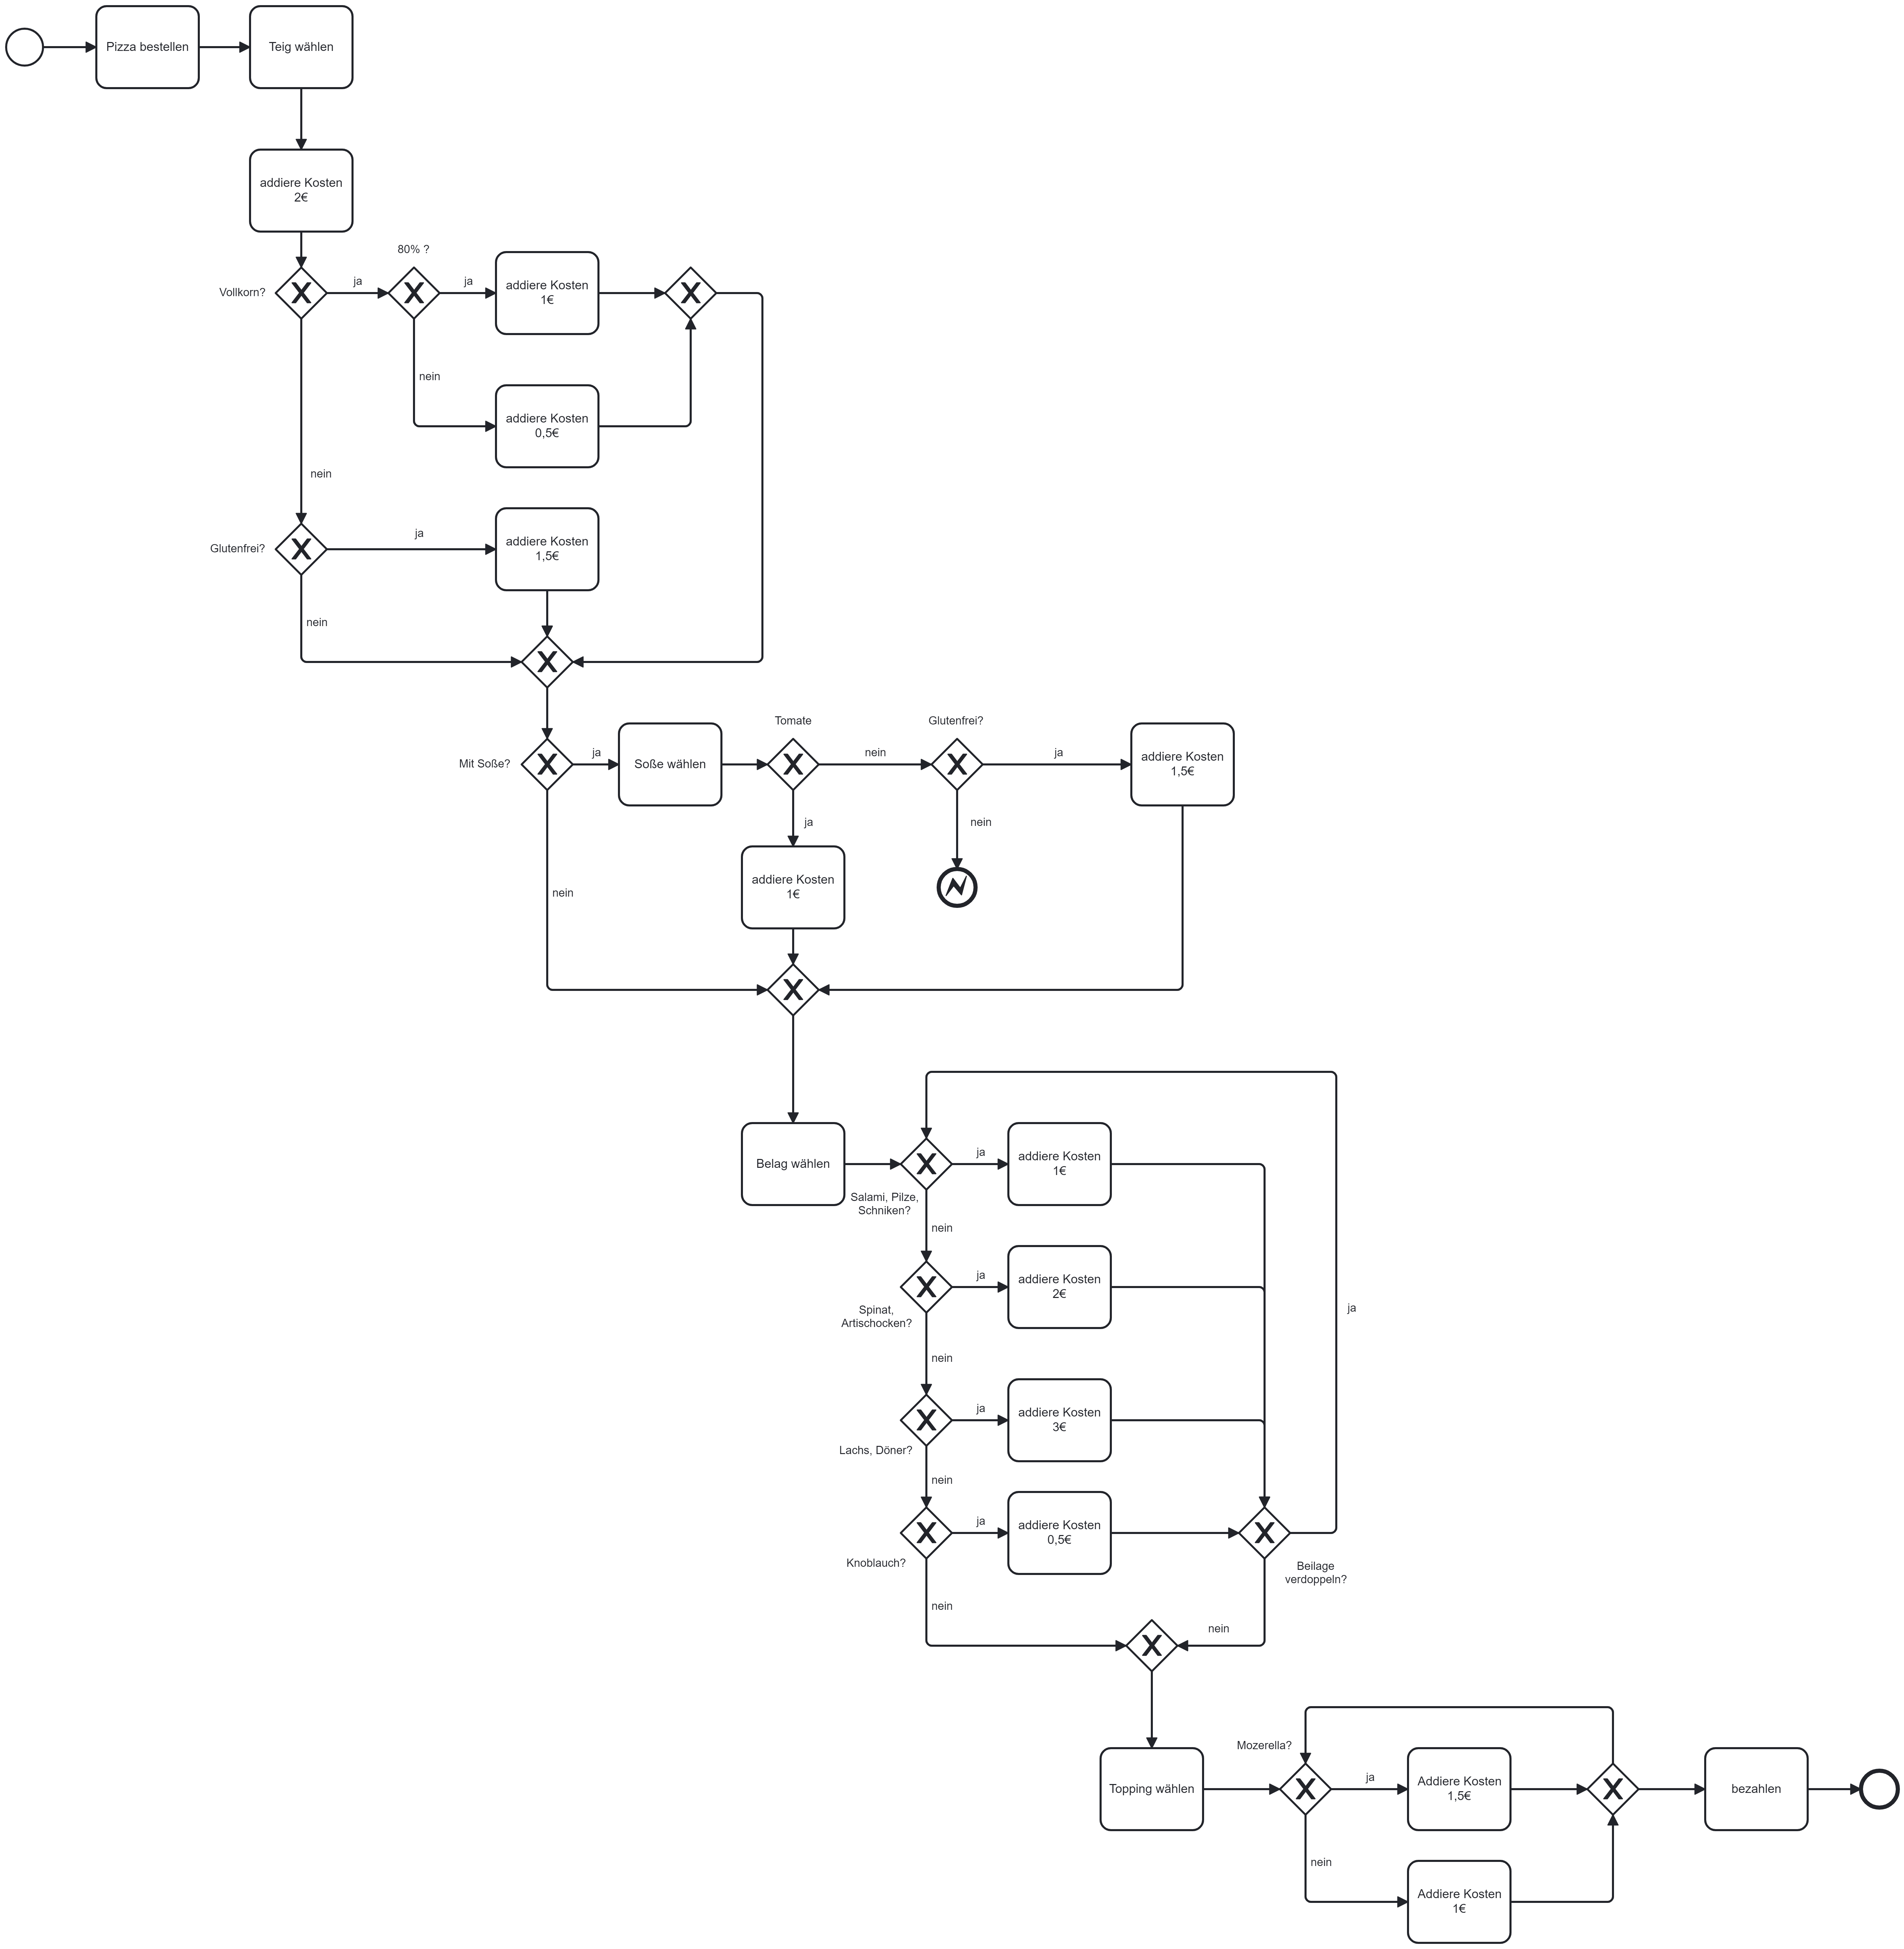 Pizza bestellen
Teig wählen
addiere Kosten
2€
80% ?
Vollkorn?
ja
ja
addiere Kosten
1€
nein
addiere Kosten
0,5€
nein
Glutenfrei?
ja
addiere Kosten
1,5€
nein
Mit Soße?
ja
Soße wählen
Tomate
nein
Glutenfrei?
ja
addiere Kosten
1,5€
ja
nein
addiere Kosten
1€
nein
Belag wählen
Salami, Pilze,
Schniken?
ja
addiere Kosten
1€
nein
Spinat,
Artischocken?
ja
addiere Kosten
2€
ja
nein
Lachs, Döner?
ja
addiere Kosten
3€
nein
Knoblauch?
ja
addiere Kosten
0,5€
Beilage
verdoppeln?
nein
nein
Topping wählen
Mozerella?
ja
Addiere Kosten
1,5€
bezahlen
nein
Addiere Kosten
1€